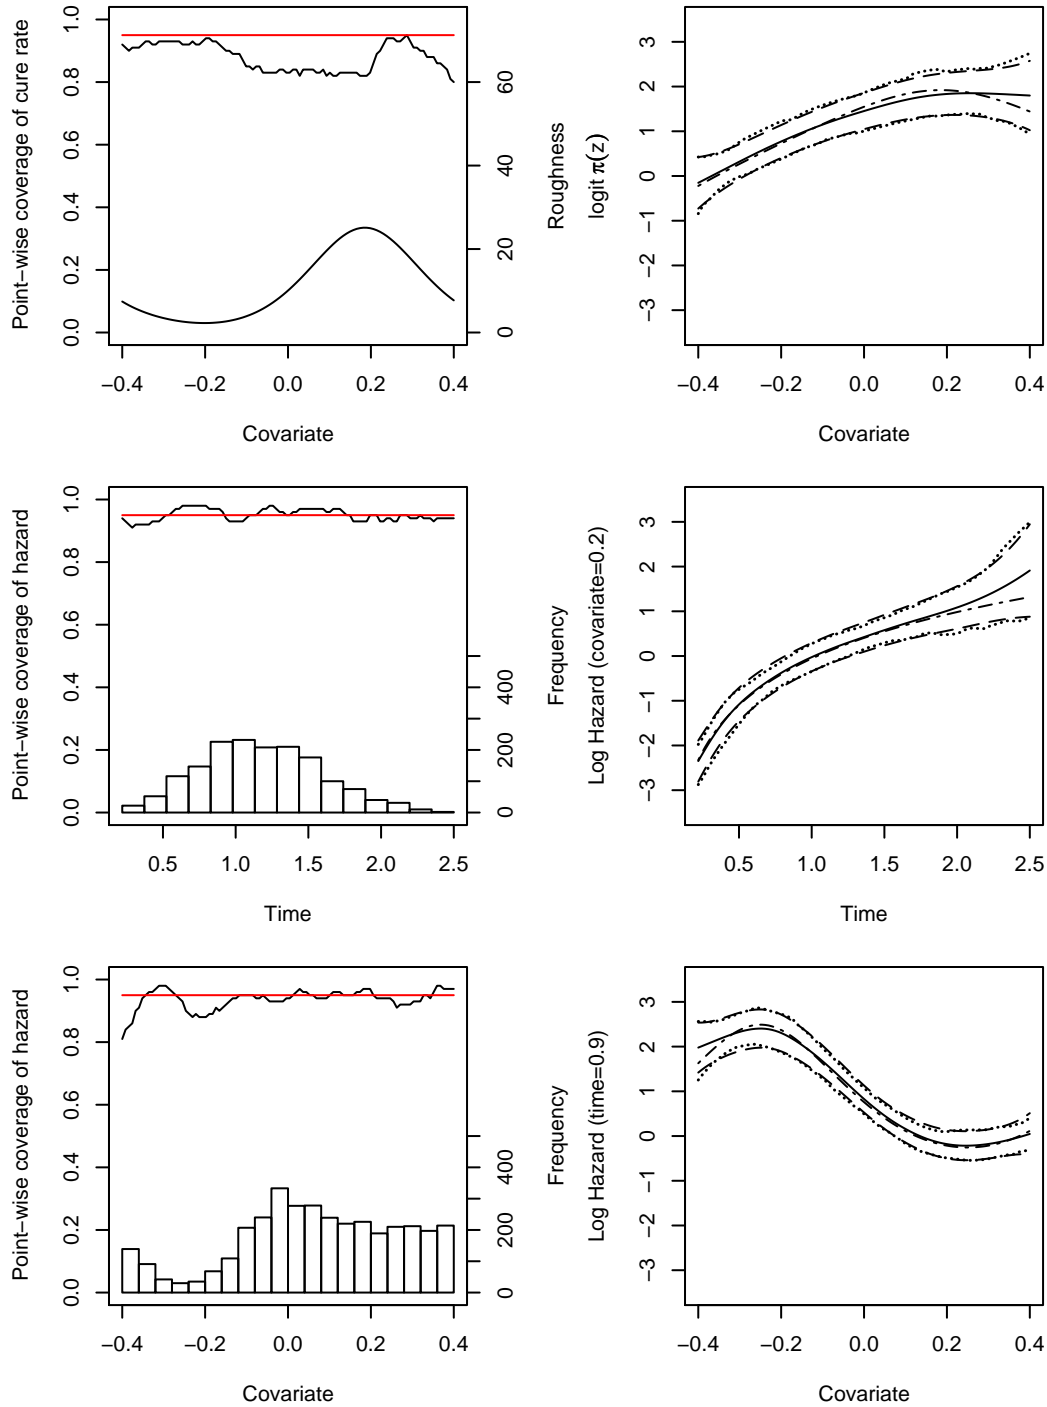 Point−wise coverage of cure rate
1.0
0.8
0.6
0.4
0.2
0.0
60
40
20
0
Roughness
−0.4 −0.2 0.0 0.2 0.4
Covariate
logit π(z)
3
2
1
0
−1
−2
−3
−0.4 −0.2 0.0 0.2 0.4
Covariate
Point−wise coverage of hazard
1.0
0.8
0.6
0.4
0.2
0.0
400
200
0
Frequency
0.5 1.0 1.5 2.0 2.5
Time
Log Hazard (covariate=0.2)
3
2
1
0
−1
−2
−3
0.5 1.0 1.5 2.0 2.5
Time
Point−wise coverage of hazard
1.0
0.8
0.6
0.4
0.2
0.0
400
200
0
Frequency
−0.4 −0.2 0.0 0.2 0.4
Covariate
Log Hazard (time=0.9)
3
2
1
0
−1
−2
−3
−0.4 −0.2 0.0 0.2 0.4
Covariate